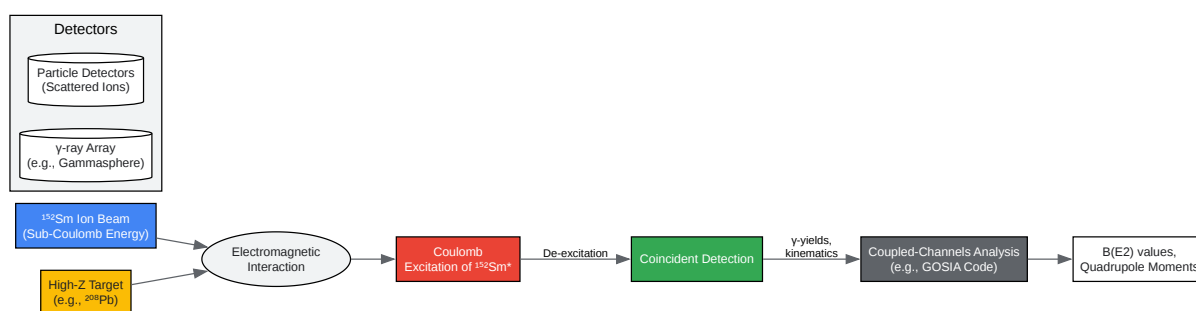 Detectors
Particle Detectors
(Scattered Ions)
γ-ray Array
(e.g., Gammasphere)
¹⁵²Sm Ion Beam
(Sub-Coulomb Energy)
High-Z Target
(e.g., ²⁰⁸Pb)
Electromagnetic
Interaction
Coulomb
Excitation of ¹⁵²Sm*
De-excitation
Coincident Detection
γ-yields,
kinematics
Coupled-Channels Analysis
(e.g., GOSIA Code)
B(E2) values,
Quadrupole Moments